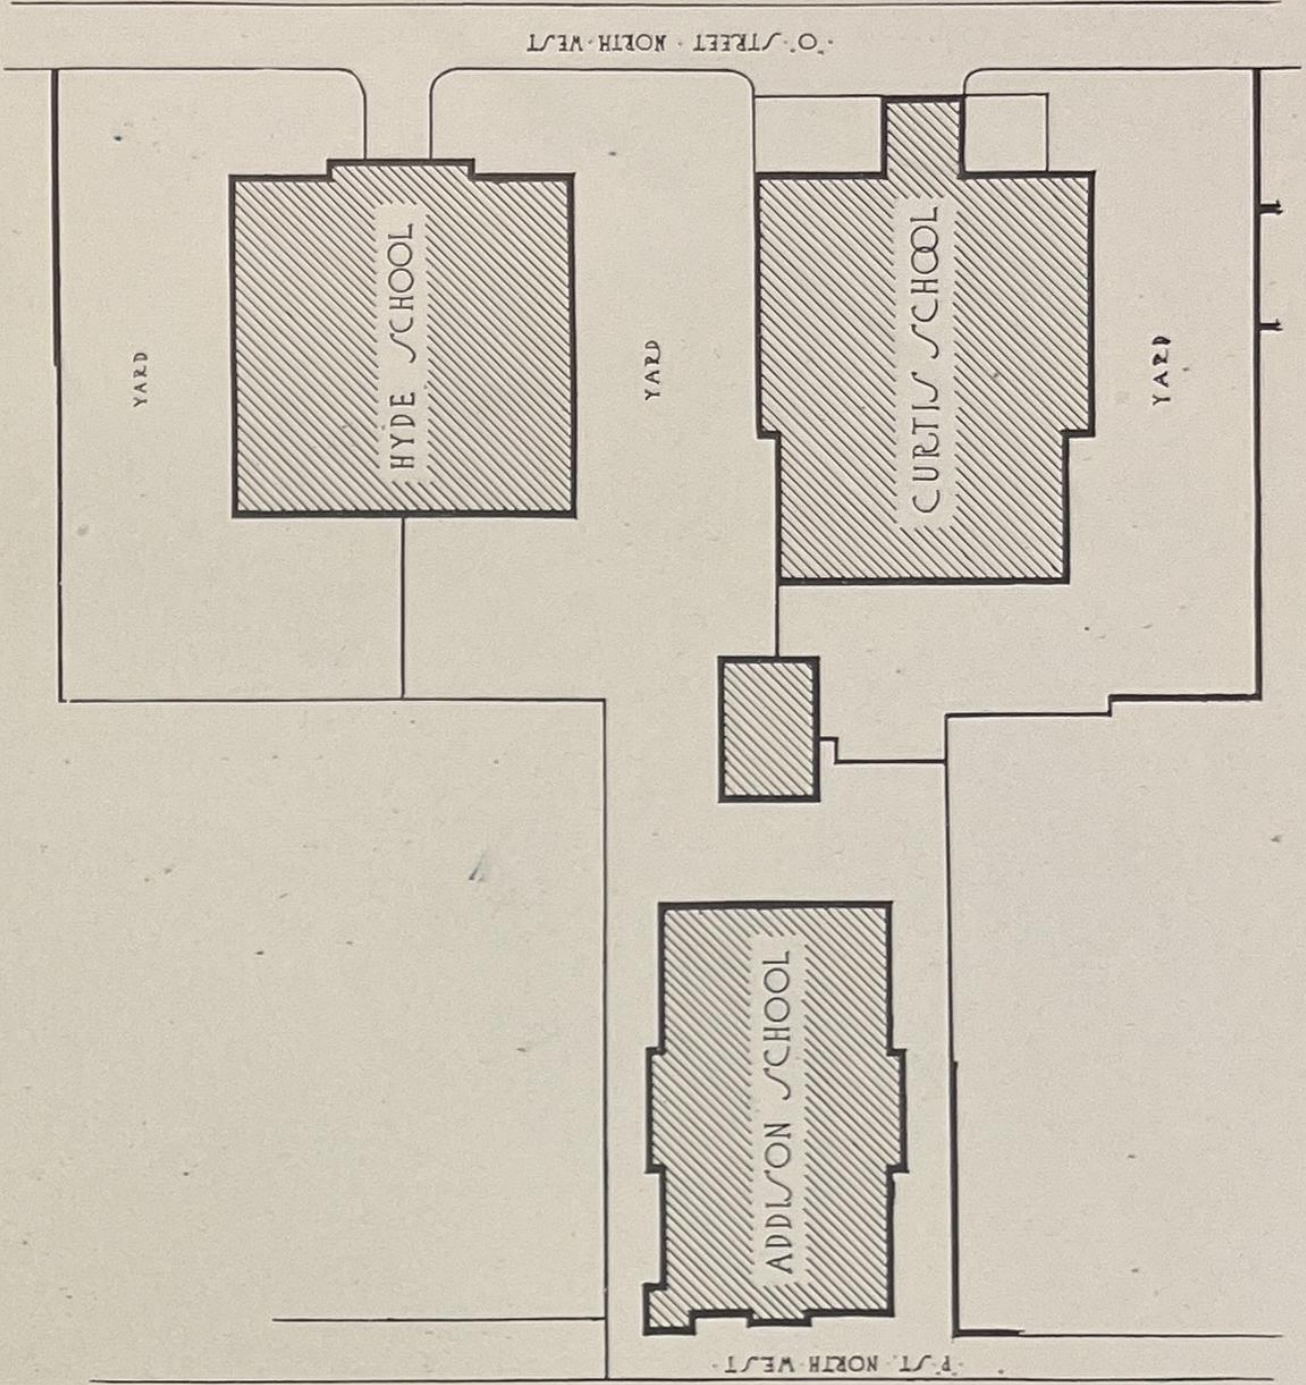 ·"O"·STREET·NORTH·WEST
YARD
HYDE SCHOOL
YARD
CURTIS SCHOOL
YARD
ADDISON SCHOOL
·"P"·ST.·NORTH·WEST·